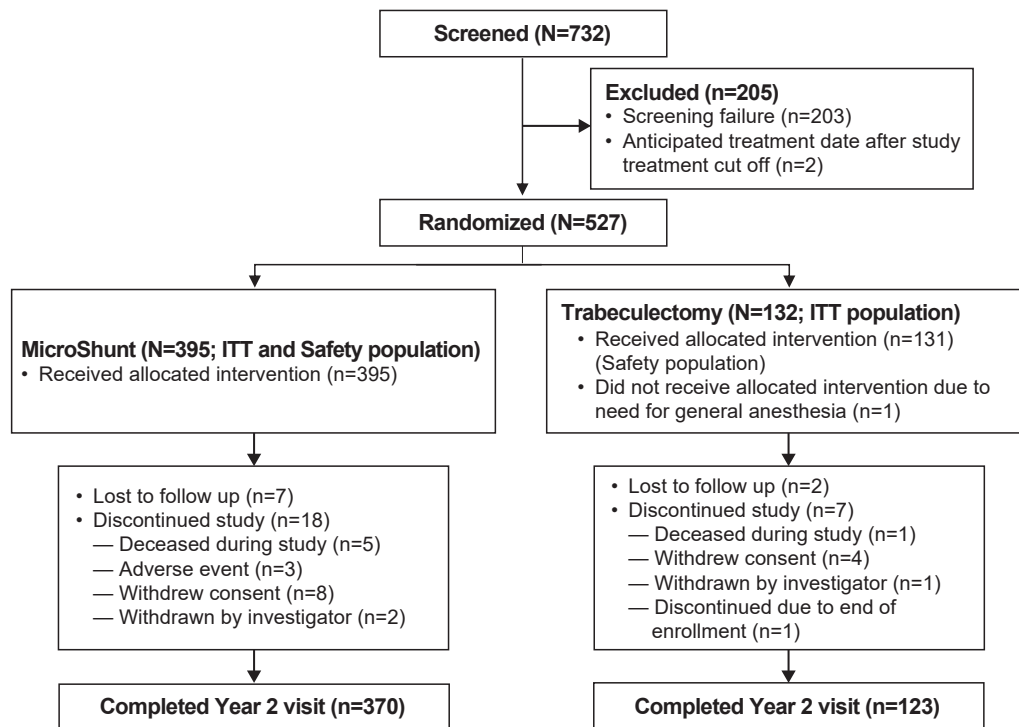 Screened (N=732)
Excluded (n=205)
• Screening failure (n=203)
• Anticipated treatment date after study
treatment cut off (n=2)
Randomized (N=527)
MicroShunt (N=395; ITT and Safety population)
• Received allocated intervention (n=395)
Trabeculectomy (N=132; ITT population)
• Received allocated intervention (n=131)
(Safety population)
• Did not receive allocated intervention due to
need for general anesthesia (n=1)
• Lost to follow up (n=7)
• Discontinued study (n=18)
— Deceased during study (n=5)
— Adverse event (n=3)
— Withdrew consent (n=8)
— Withdrawn by investigator (n=2)
• Lost to follow up (n=2)
• Discontinued study (n=7)
— Deceased during study (n=1)
— Withdrew consent (n=4)
— Withdrawn by investigator (n=1)
— Discontinued due to end of
enrollment (n=1)
Completed Year 2 visit (n=370)
Completed Year 2 visit (n=123)